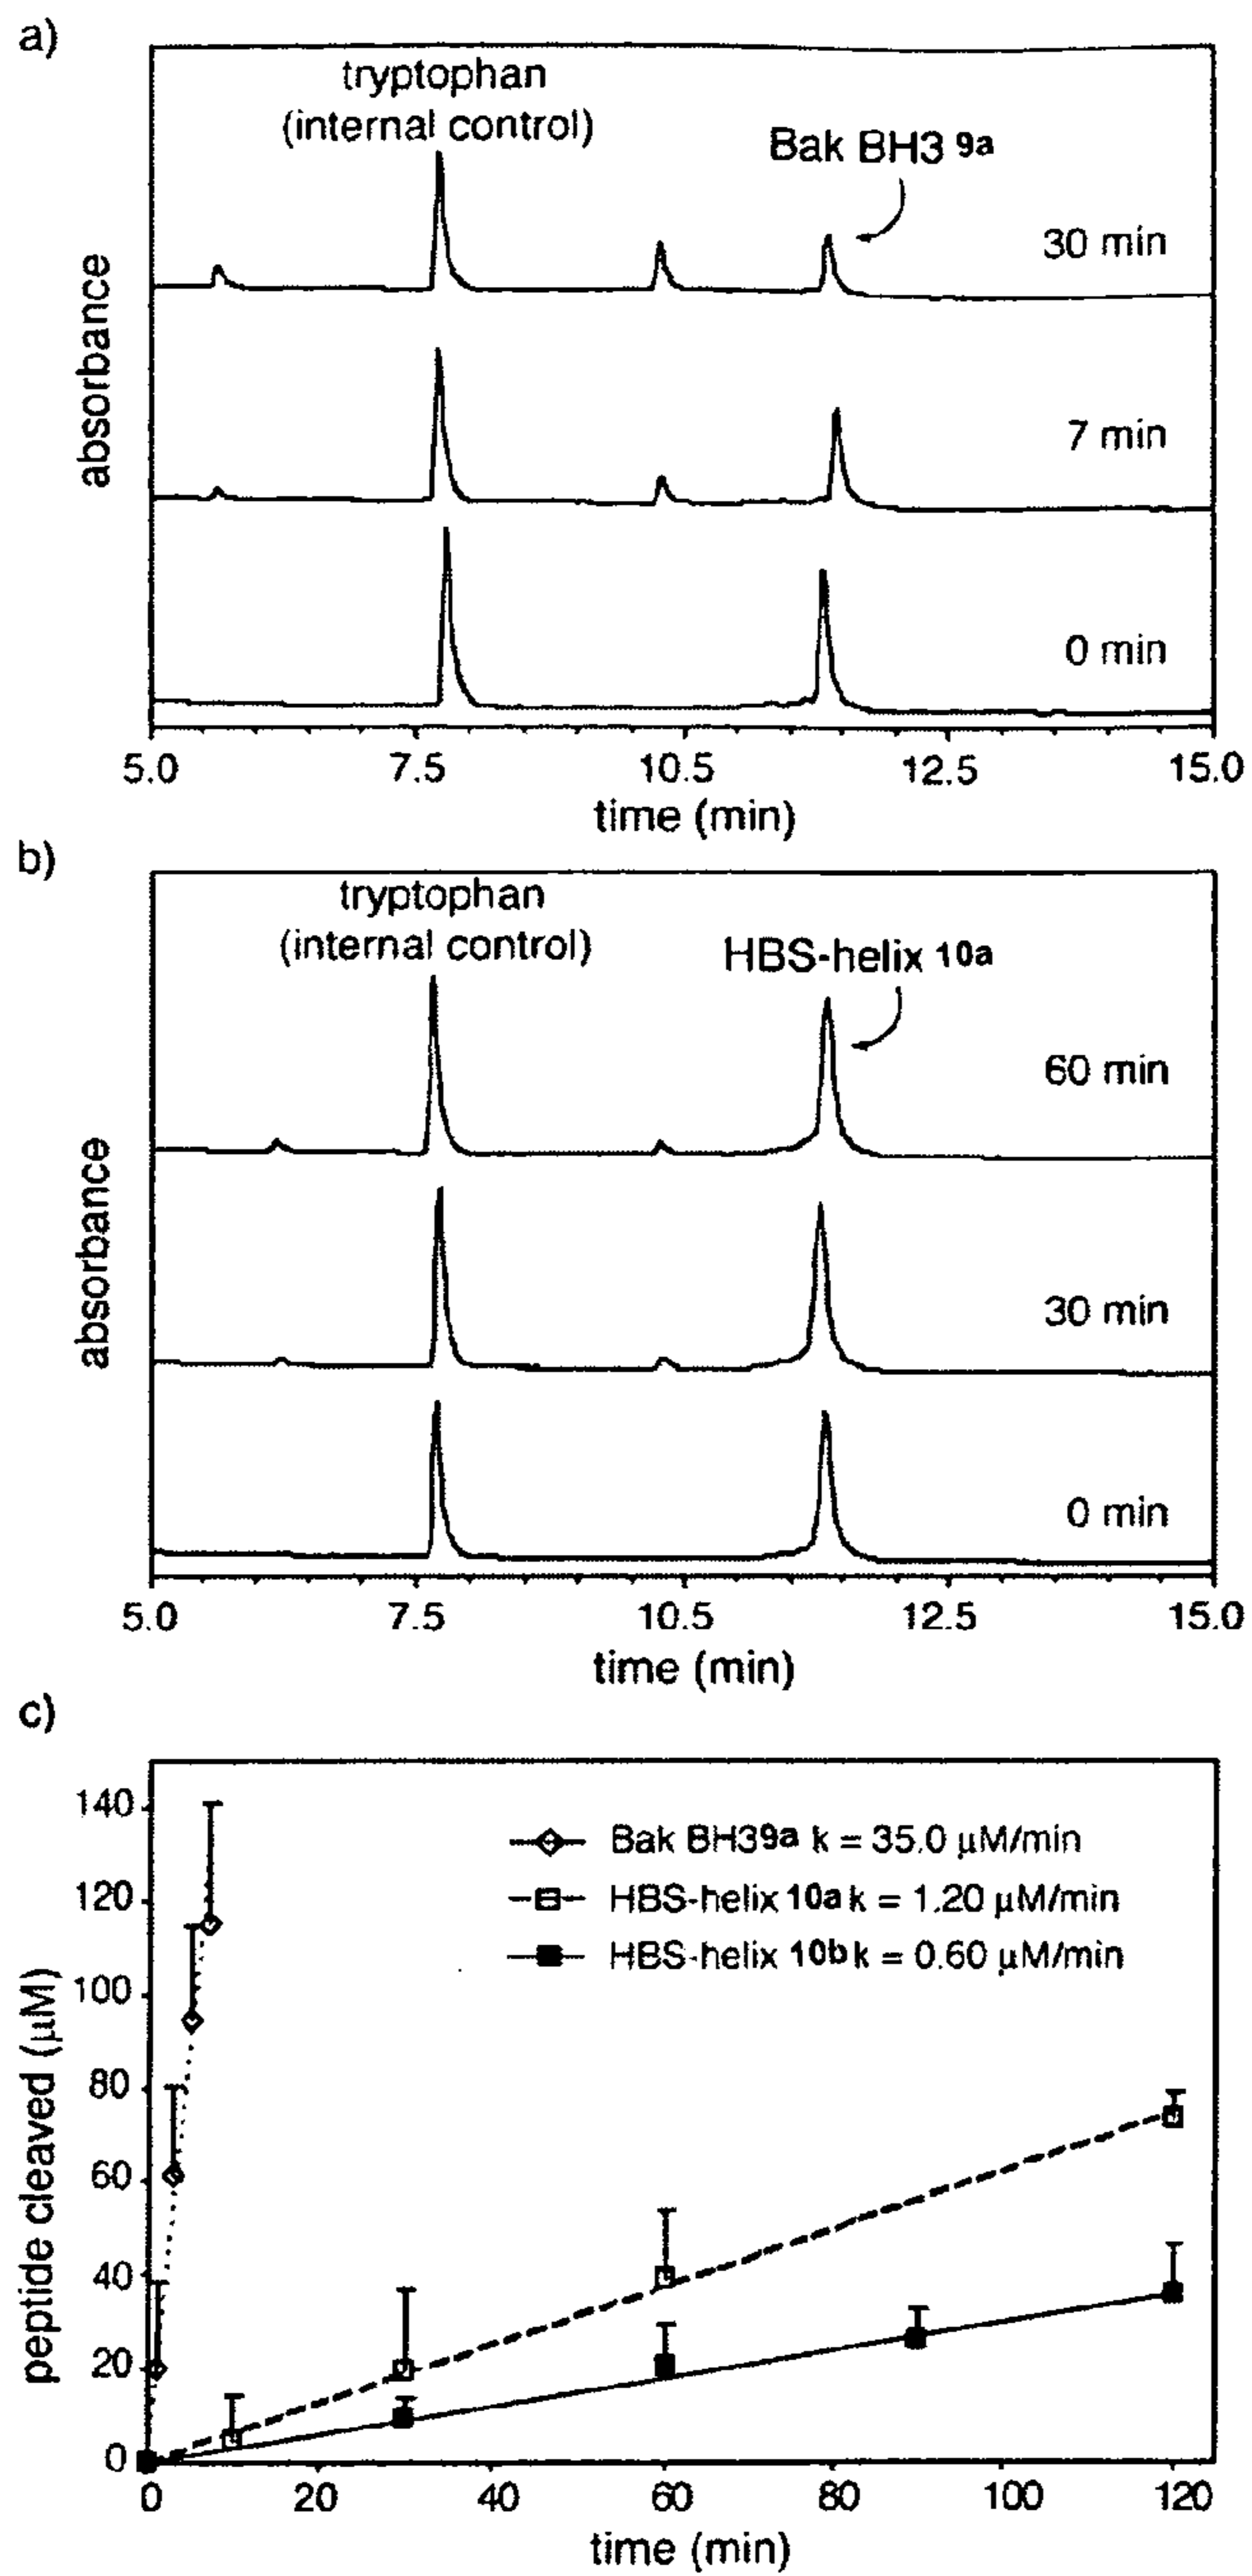 a)
tryptophan
(internal control)
Bak BH3 9a
30 min
7 min
0 min
absorbance
5.0 7.5 10.5 12.5 15.0
time (min)
b)
tryptophan
(internal control)
HBS-helix 10a
60 min
30 min
0 min
absorbance
5.0 7.5 10.5 12.5 15.0
time (min)
c)
140
120
100
80
60
40
20
0
peptide cleaved (μM)
Bak BH39a k = 35.0 μM/min
HBS-helix 10a k = 1.20 μM/min
HBS-helix 10b k = 0.60 μM/min
0 20 40 60 80 100 120
time (min)